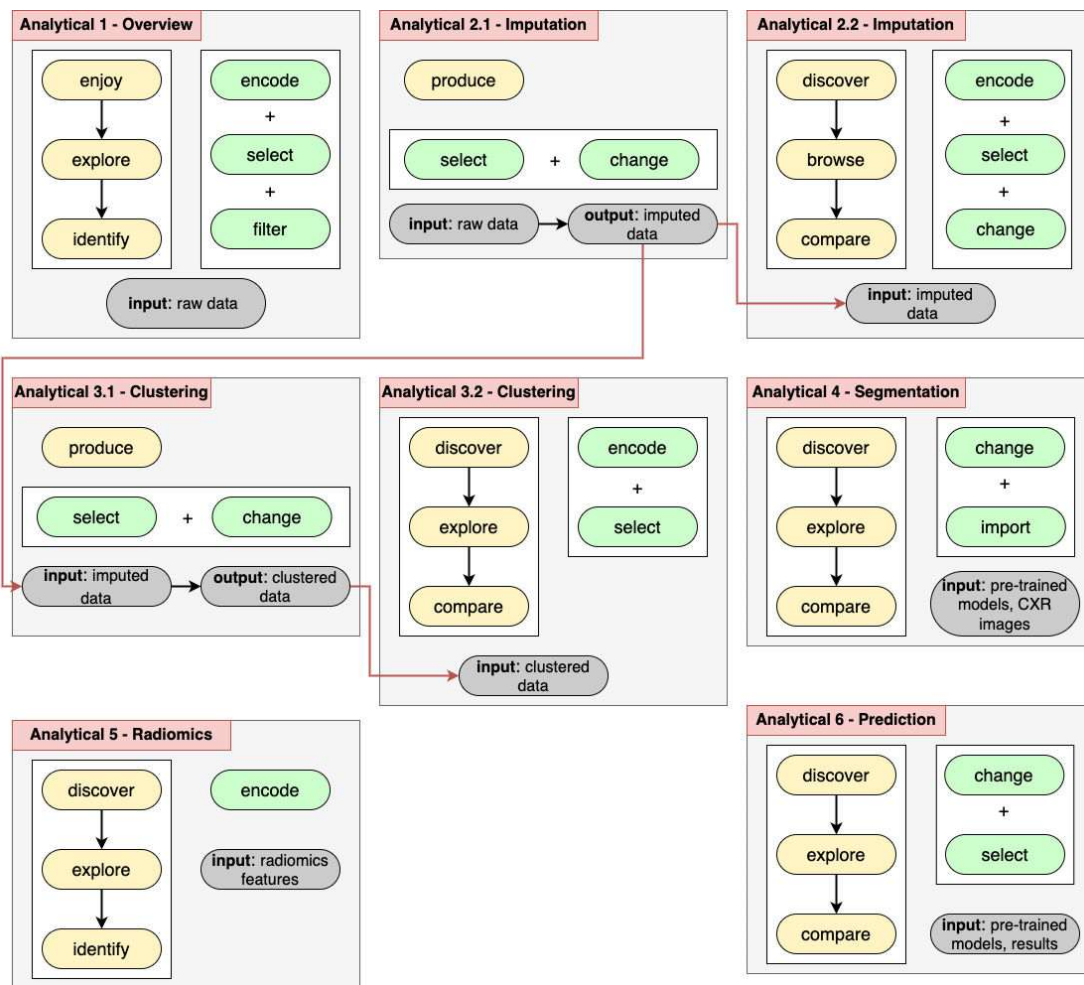 Analytical 1 - Overview
enjoy
explore
identify
encode
+
select
+
filter
input: raw data
Analytical 2.1 - Imputation
produce
select + change
input: raw data
output: imputed
data
Analytical 2.2 - Imputation
discover
browse
compare
encode
+
select
+
change
input: imputed
data
Analytical 3.1 - Clustering
produce
select + change
input: imputed
data
output: clustered
data
Analytical 3.2 - Clustering
discover
explore
compare
encode
+
select
input: clustered
data
Analytical 4 - Segmentation
discover
explore
compare
change
+
import
input: pre-trained
models, CXR
images
Analytical 5 - Radiomics
discover
explore
identify
encode
input: radiomics
features
Analytical 6 - Prediction
discover
explore
compare
change
+
select
input: pre-trained
models, results